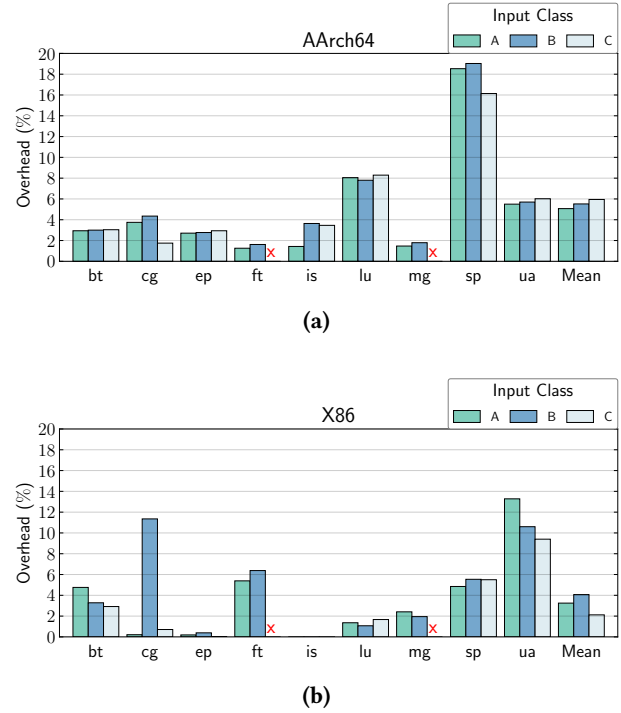 Input Class
A B C
AArch64
Overhead (%)
20
18
16
14
12
10
8
6
4
2
0
x x
bt cg ep ft is lu mg sp ua Mean
(a)
Input Class
A B C
X86
Overhead (%)
20
18
16
14
12
10
8
6
4
2
0
x x
bt cg ep ft is lu mg sp ua Mean
(b)